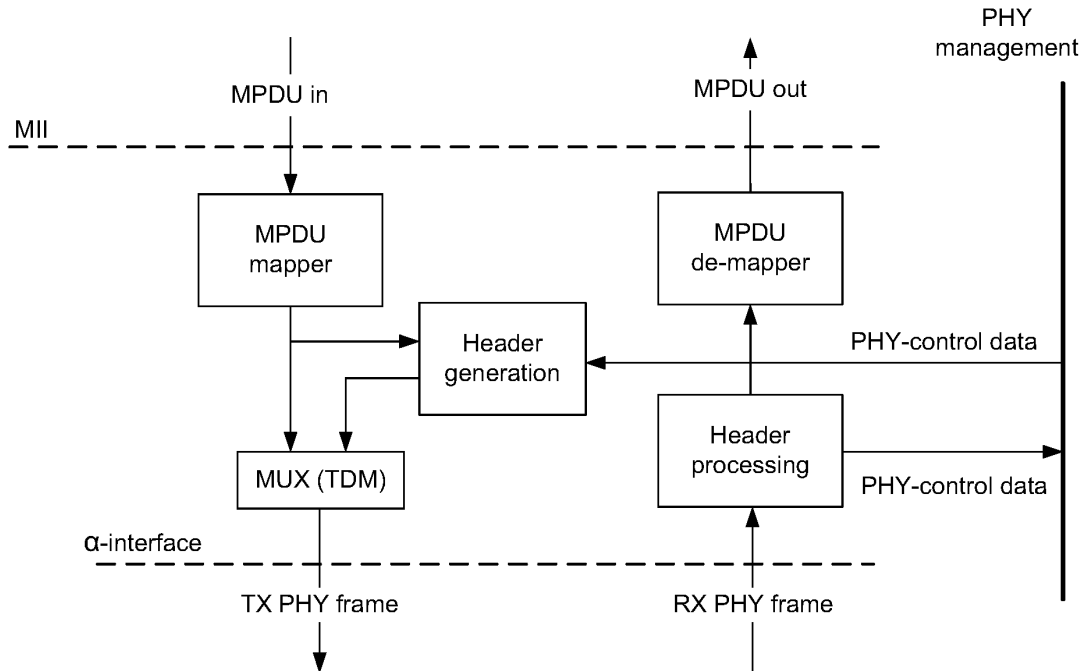 PHY
management
MPDU in
MPDU out
MII
MPDU
mapper
MPDU
de-mapper
Header
generation
PHY-control data
Header
processing
MUX (TDM)
PHY-control data
α-interface
TX PHY frame
RX PHY frame